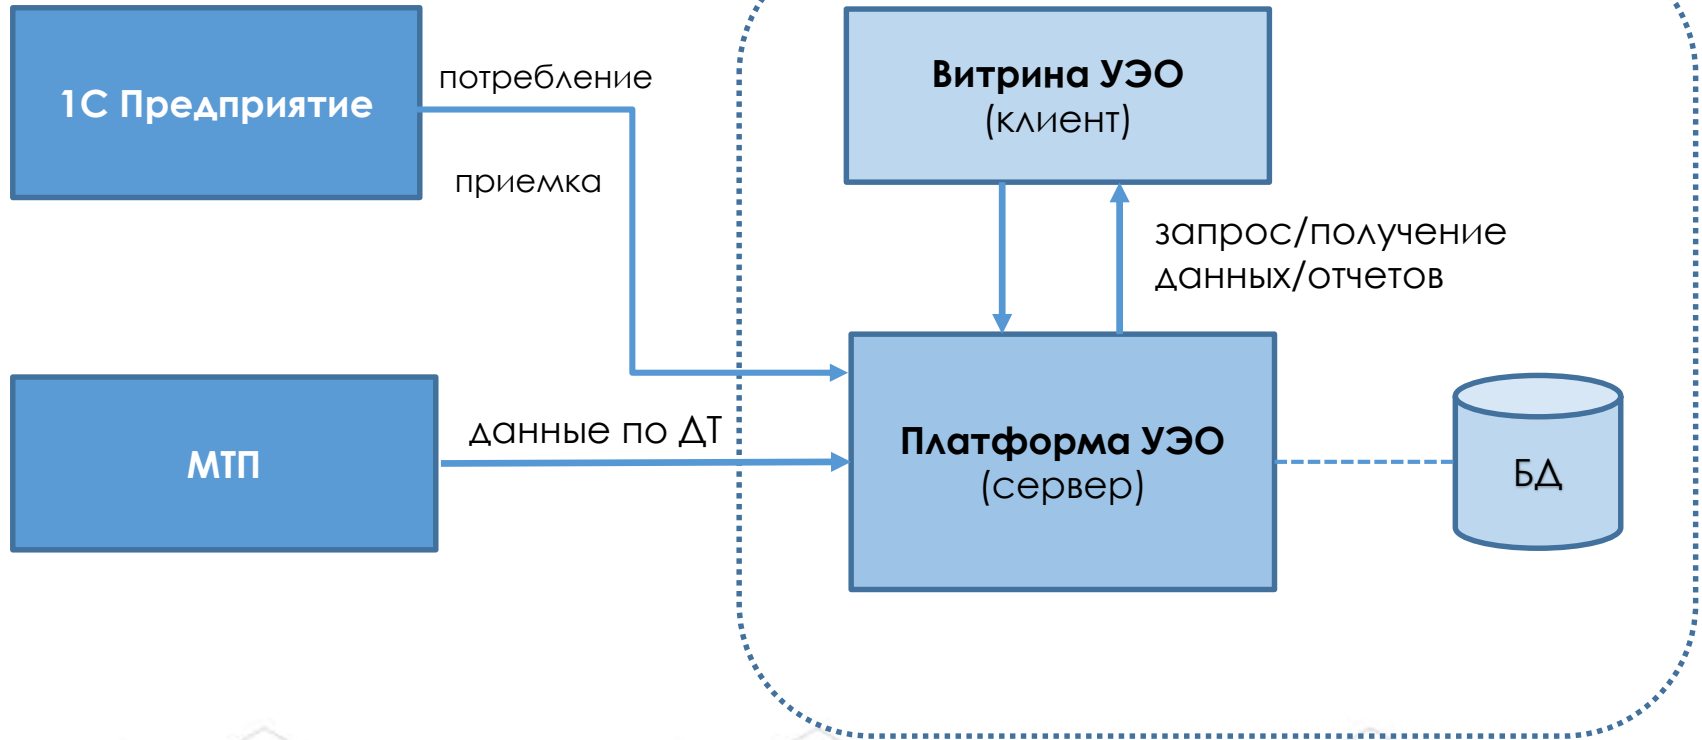 1С Предприятие
потребление
приемка
Витрина УЭО
(клиент)
запрос/получение
данных/отчетов
МТП
данные по ДТ
Платформа УЭО
(сервер)
БД